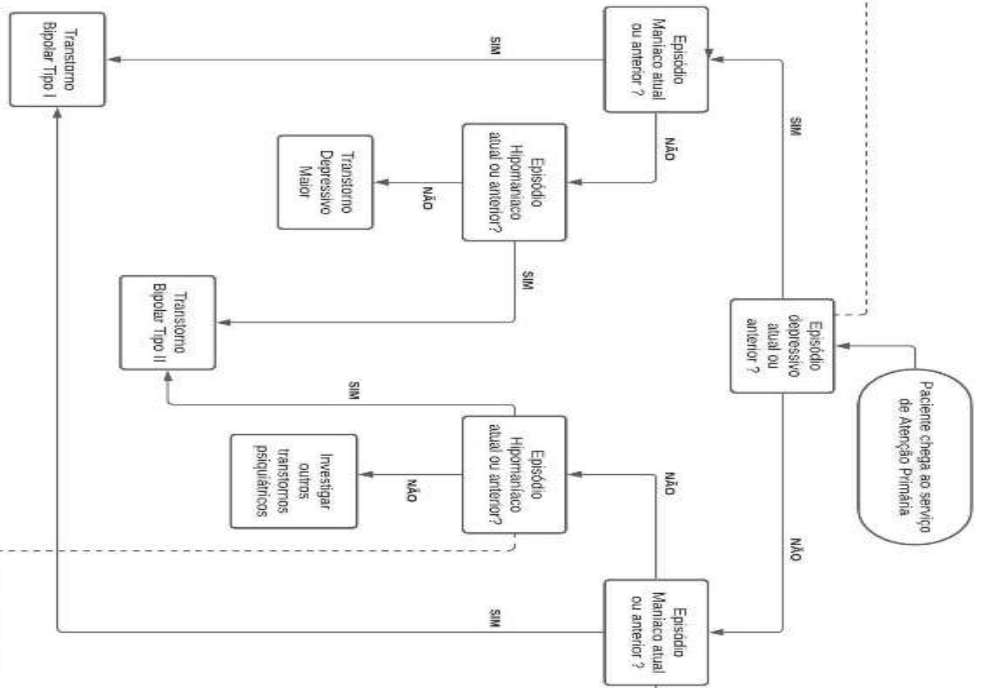 Paciente chega ao serviço
de Atenção Primária
Episódio
depressivo
atual ou
anterior ?
SIM
NÃO
Episódio
Maníaco atual
ou anterior ?
Episódio
Maníaco atual
ou anterior ?
NÃO
NÃO
Episódio
Hipomaníaco
atual ou anterior?
Episódio
Hipomaníaco
atual ou anterior?
SIM
SIM
SIM
SIM
NÃO
NÃO
Transtorno
Depressivo
Maior
Investigar
outros
transtornos
psiquiátricos
Transtorno
Bipolar Tipo II
Transtorno
Bipolar Tipo I